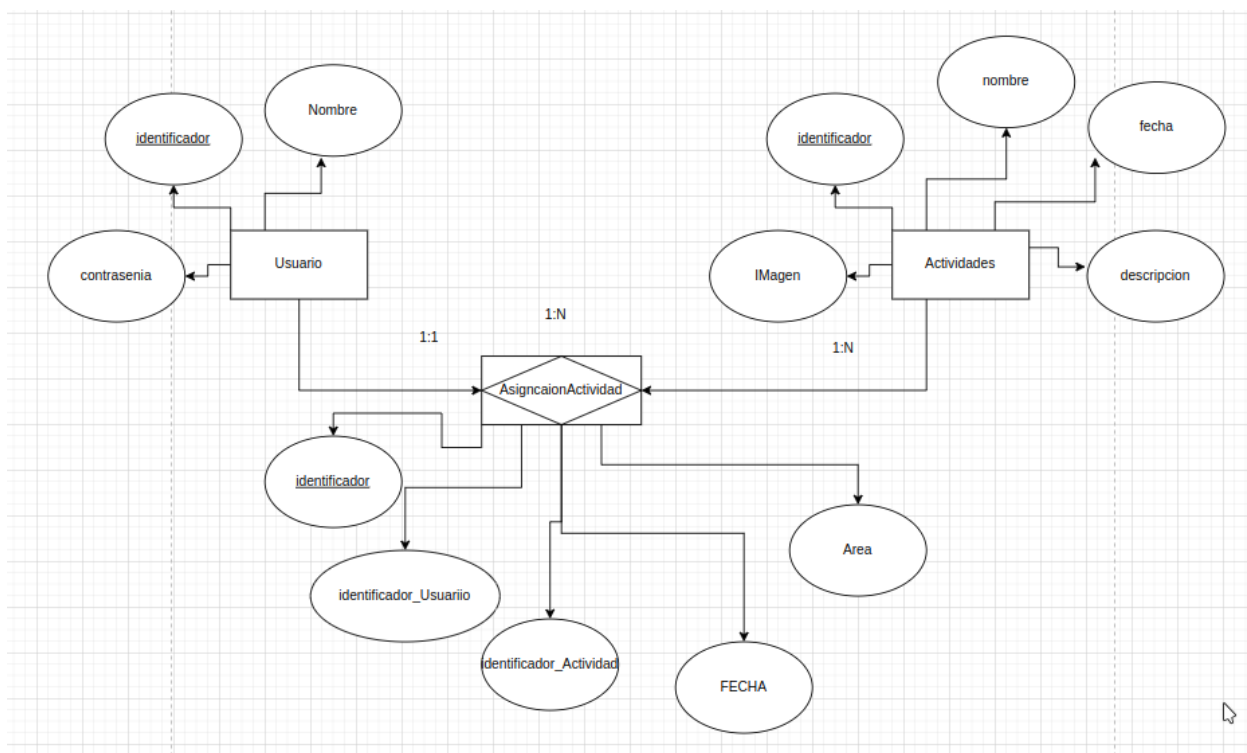 nombre
Nombre
fecha
identificador
identificador
Usuario
Actividades
contrasenia
IMagen
descripcion
1:N
1:1
1:N
AsigncaionActividad
identificador
Area
identificador_Usuariio
identificador_Actividad
FECHA